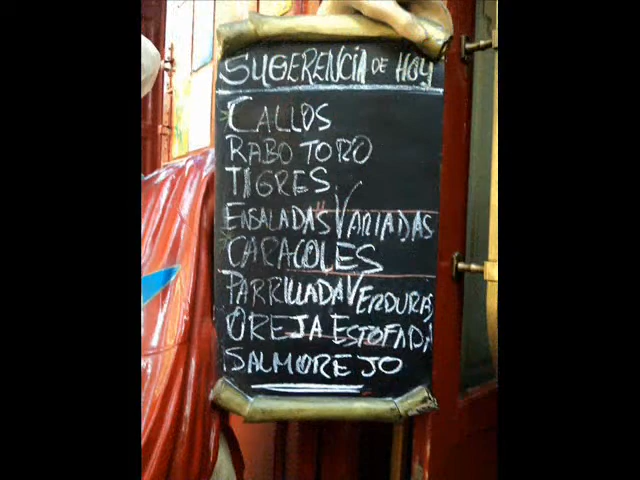 SUGERENCIA DE HOY
CALLOS
RABO TORO
TIGRES
ENSALADAS VARIADAS
CARACOLES
PARRILLADA VERDURAS
OREJA ESTOFADA
SALMOREJO